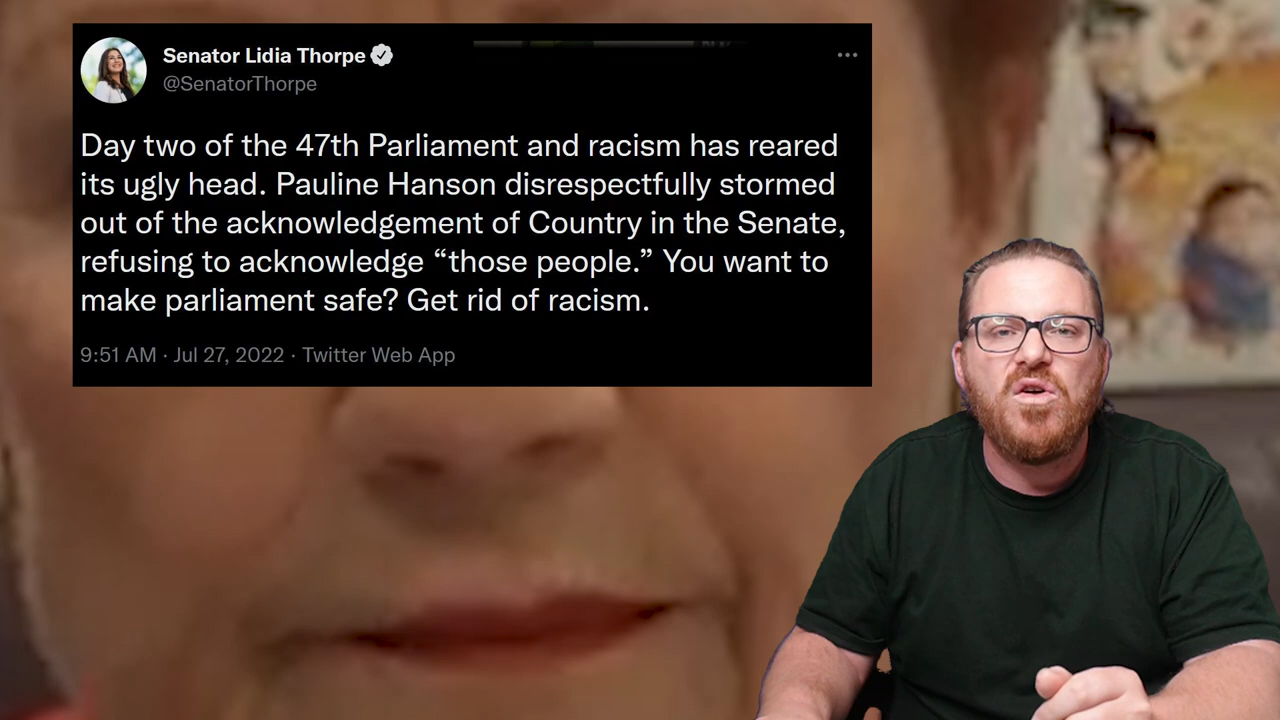 Senator Lidia Thorpe
@SenatorThorpe
Day two of the 47th Parliament and racism has reared
its ugly head. Pauline Hanson disrespectfully stormed
out of the acknowledgement of Country in the Senate,
refusing to acknowledge “those people.” You want to
make parliament safe? Get rid of racism.
9:51 AM · Jul 27, 2022 · Twitter Web App